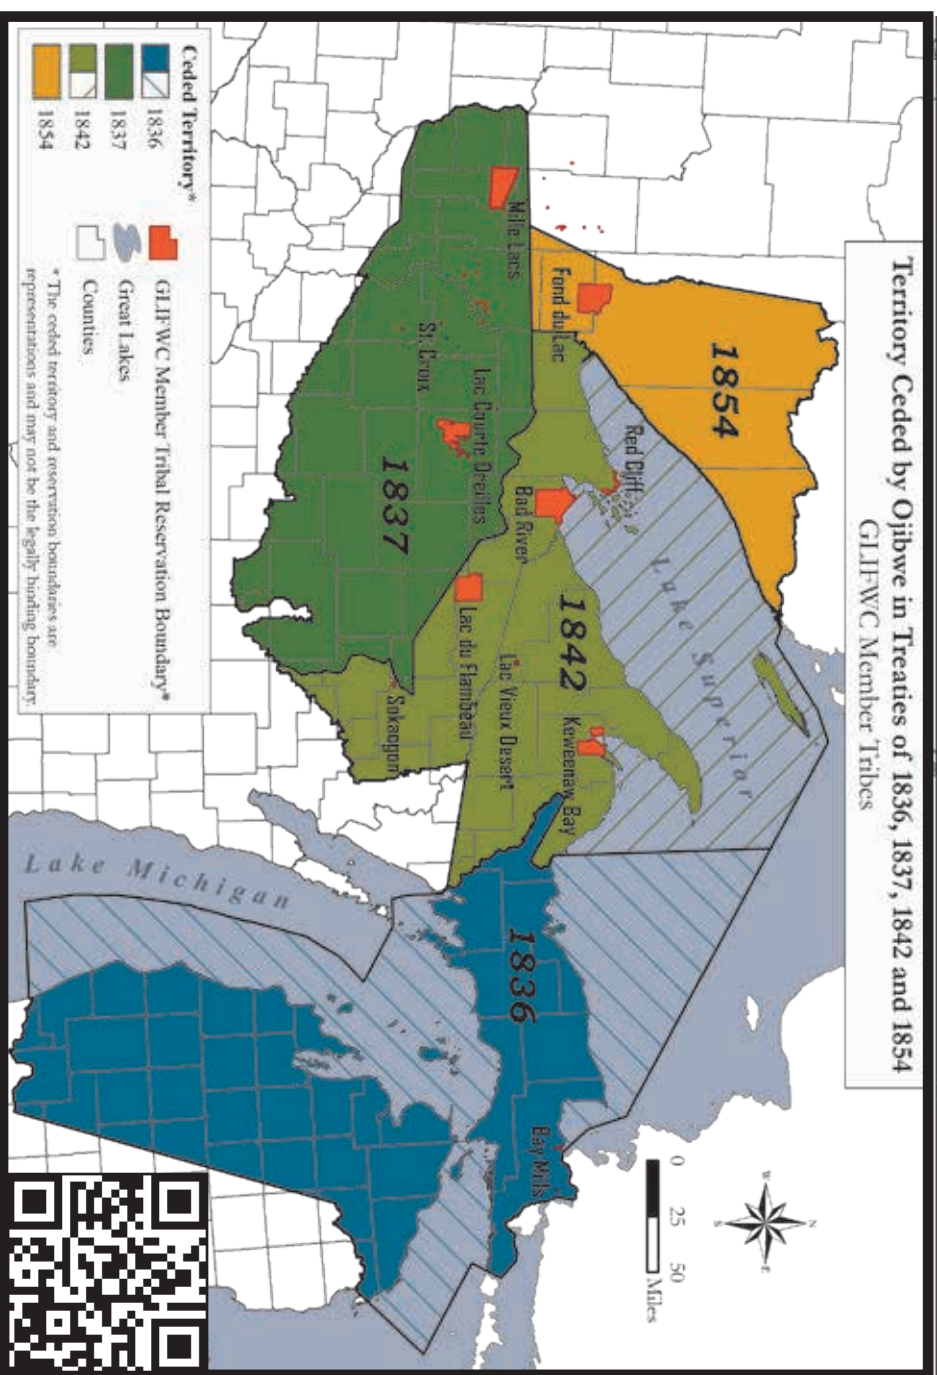 Territory Ceded by Ojibwe in Treaties of 1836, 1837, 1842 and 1854
GLIFWC Member Tribes
W
N
S
E
0 25 50
Miles
1854
Lake Superior
Red Cliff
Fond du Lac
1842
Keweenaw Bay
Bad River
Lac Vieux Desert
1836
Bay Mills
Mille Lacs
Lac Courte Oreilles
Lac du Flambeau
St. Croix
1837
Sokaogon
Lake Michigan
Ceded Territory*
1836
1837
1842
1854
GLIFWC Member Tribal Reservation Boundary*
Great Lakes
Counties
* The ceded territory and reservation boundaries are
representations and may not be the legally binding boundary.